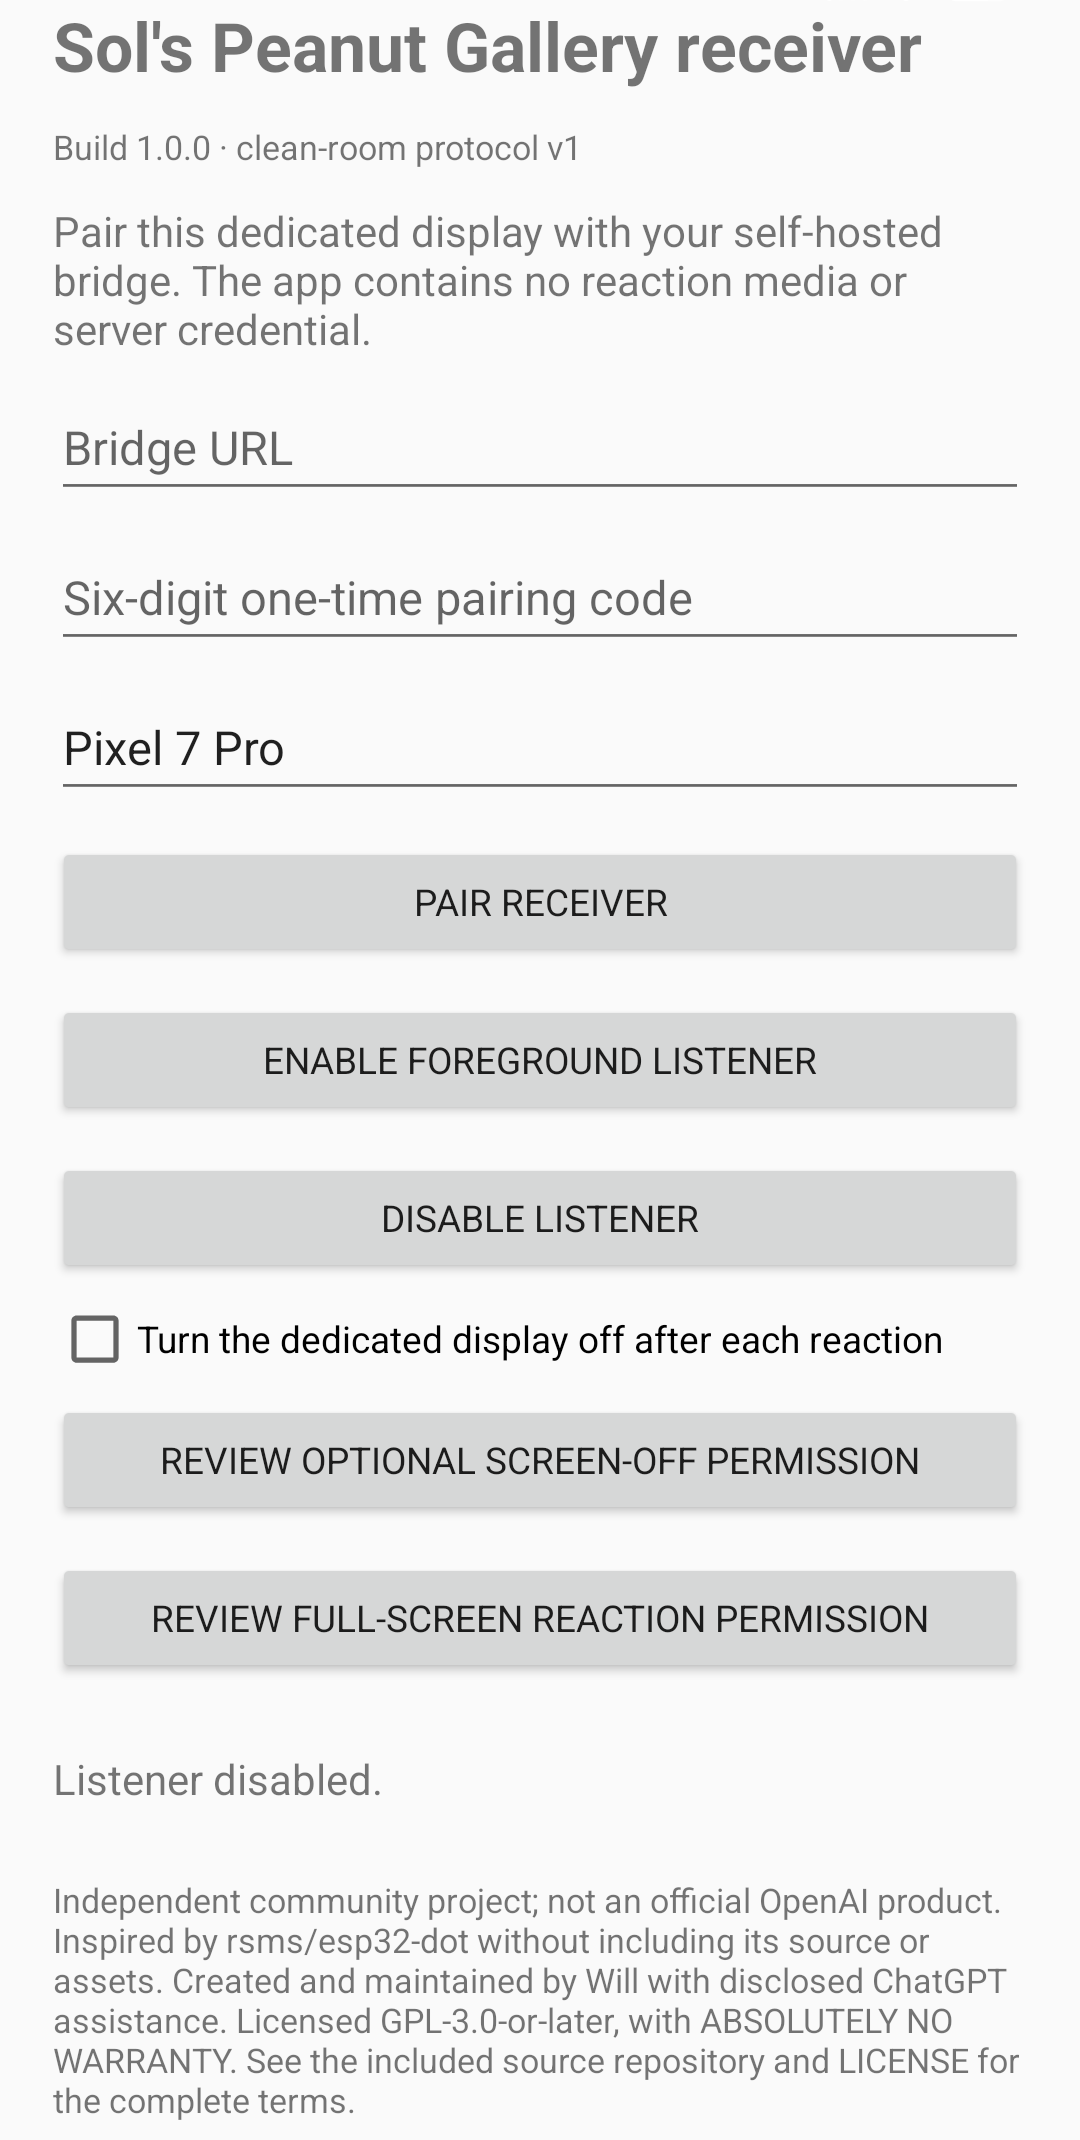 Sol's Peanut Gallery receiver
Build 1.0.0 · clean-room protocol v1
Pair this dedicated display with your self-hosted
bridge. The app contains no reaction media or
server credential.
Bridge URL
Six-digit one-time pairing code
Pixel 7 Pro
PAIR RECEIVER
ENABLE FOREGROUND LISTENER
DISABLE LISTENER
Turn the dedicated display off after each reaction
REVIEW OPTIONAL SCREEN-OFF PERMISSION
REVIEW FULL-SCREEN REACTION PERMISSION
Listener disabled.
Independent community project; not an official OpenAI product.
Inspired by rsms/esp32-dot without including its source or
assets. Created and maintained by Will with disclosed ChatGPT
assistance. Licensed GPL-3.0-or-later, with ABSOLUTELY NO
WARRANTY. See the included source repository and LICENSE for
the complete terms.